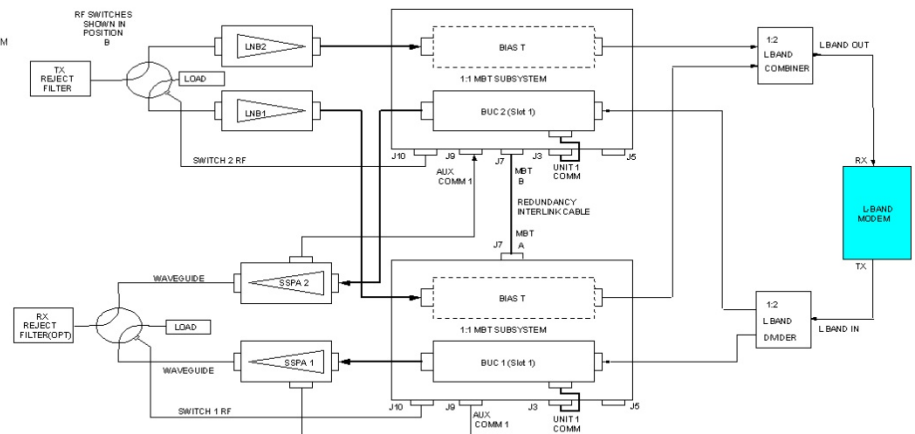 RF SWITCHES
SHOWN IN
POSITION
B
M
TX
REJECT
FILTER
LOAD
LNB2
LNB1
BIAS T
1:1 MBT SUBSYSTEM
BUC 2 (Slot 1)
1:2
L BAND
COMBINER
L BAND OUT
SWITCH 2 RF
J10
J9
J7
J3
J5
AUX
COMM 1
MBT
B
UNIT 1
COMM
RX
L-BAND
MODEM
TX
REDUNDANCY
INTERLINK CABLE
J7
MBT
A
WAVEGUIDE
SSPA 2
RX
REJECT
FILTER(OPT)
LOAD
BIAS T
1:1 MBT SUBSYSTEM
1:2
L BAND
DIVIDER
L BAND IN
WAVEGUIDE
SSPA 1
BUC 1 (Slot 1)
SWITCH 1 RF
J10
J9
J3
J5
AUX
COMM 1
UNIT 1
COMM